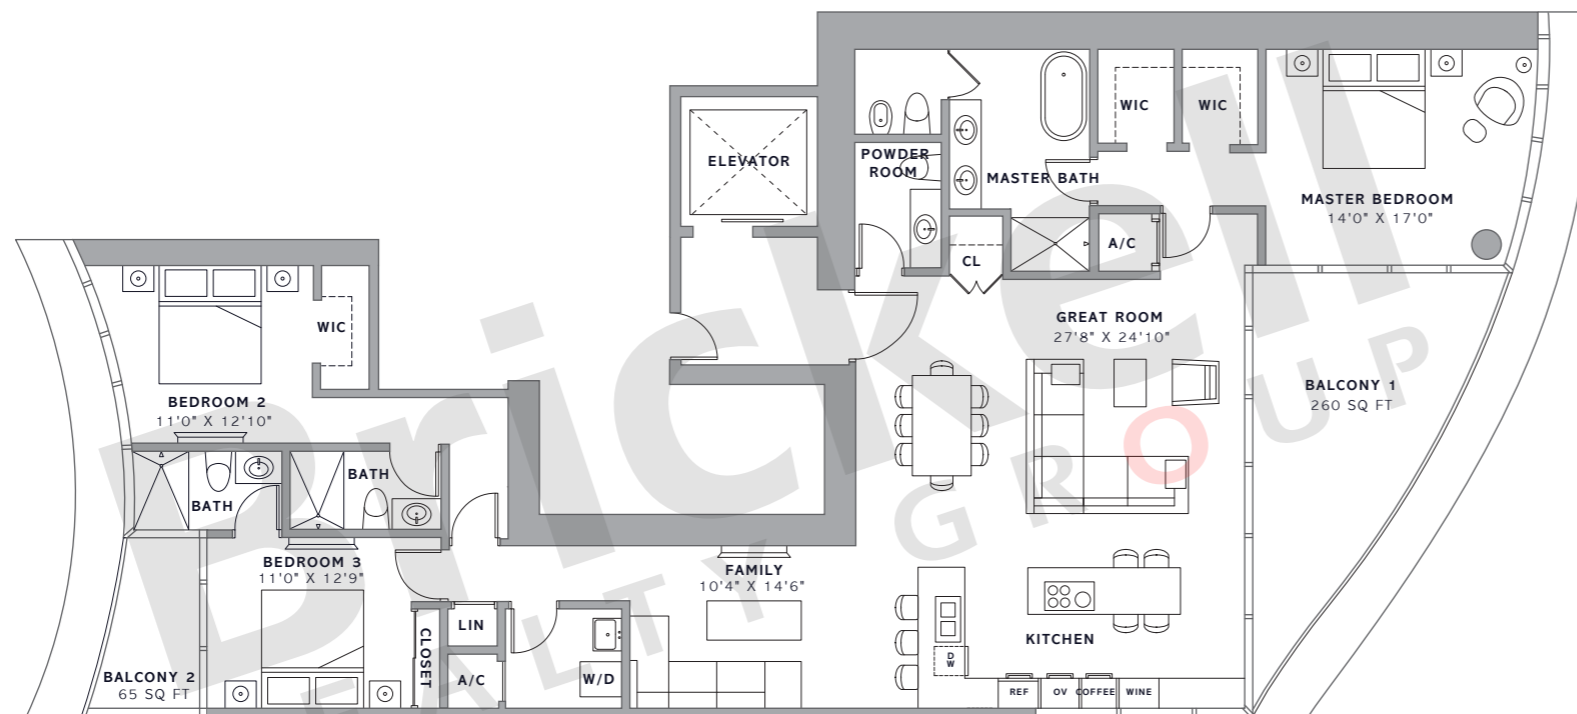 ELEVATOR
POWDER
ROOM
MASTER BATH
WIC
WIC
MASTER BEDROOM
14'0" X 17'0"
A/C
CL
GREAT ROOM
27'8" X 24'10"
BALCONY 1
260 SQ FT
WIC
BEDROOM 2
11'0" X 12'10"
BATH
BATH
BEDROOM 3
11'0" X 12'9"
FAMILY
10'4" X 14'6"
LIN
CLOSET
A/C
W/D
BALCONY 2
65 SQ FT
KITCHEN
DW
REF
OV
COFFEE
WINE
Brickell
EALTY GROUP